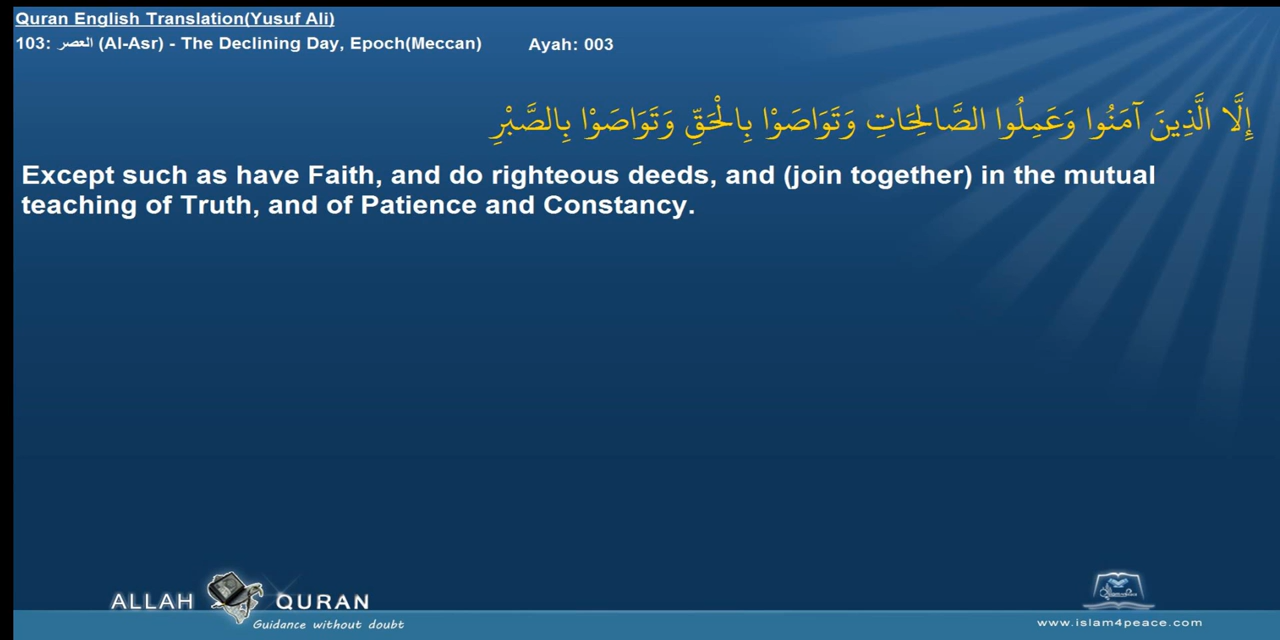 Quran English Translation(Yusuf Ali)
103: العصر (Al-Asr) - The Declining Day, Epoch(Meccan) Ayah: 003
إِلَّا الَّذِينَ آمَنُوا وَعَمِلُوا الصَّالِحَاتِ وَتَوَاصَوْا بِالْحَقِّ وَتَوَاصَوْا بِالصَّبْرِ
Except such as have Faith, and do righteous deeds, and (join together) in the mutual
teaching of Truth, and of Patience and Constancy.
ALLAH QURAN
Guidance without doubt
www.islam4peace.com